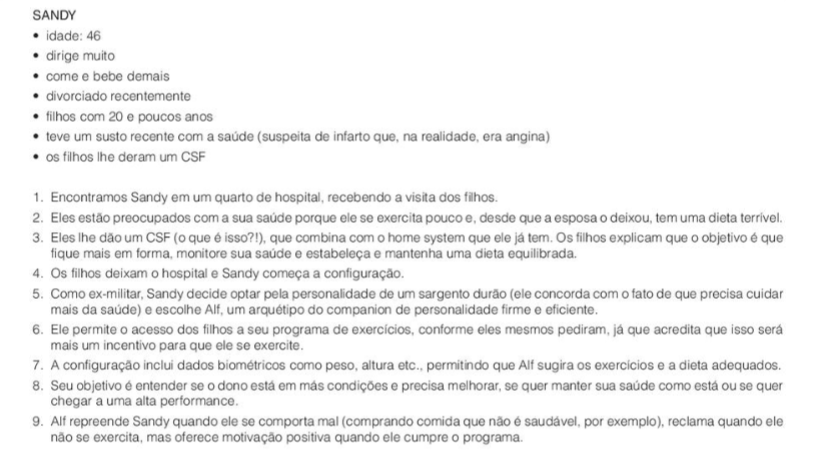 SANDY
• idade: 46
• dirige muito
• come e bebe demais
• divorciado recentemente
• filhos com 20 e poucos anos
• teve um susto recente com a saúde (suspeita de infarto que, na realidade, era angina)
• os filhos lhe deram um CSF
1. Encontramos Sandy em um quarto de hospital, recebendo a visita dos filhos.
2. Eles estão preocupados com a sua saúde porque ele se exercita pouco e, desde que a esposa o deixou, tem uma dieta terrível.
3. Eles lhe dão um CSF (o que é isso?!), que combina com o home system que ele já tem. Os filhos explicam que o objetivo é que
fique mais em forma, monitore sua saúde e estabeleça e mantenha uma dieta equilibrada.
4. Os filhos deixam o hospital e Sandy começa a configuração.
5. Como ex-militar, Sandy decide optar pela personalidade de um sargento durão (ele concorda com o fato de que precisa cuidar
mais da saúde) e escolhe Alf, um arquétipo do companion de personalidade firme e eficiente.
6. Ele permite o acesso dos filhos a seu programa de exercícios, conforme eles mesmos pediram, já que acredita que isso será
mais um incentivo para que ele se exercite.
7. A configuração inclui dados biométricos como peso, altura etc., permitindo que Alf sugira os exercícios e a dieta adequados.
8. Seu objetivo é entender se o dono está em más condições e precisa melhorar, se quer manter sua saúde como está ou se quer
chegar a uma alta performance.
9. Alf repreende Sandy quando ele se comporta mal (comprando comida que não é saudável, por exemplo), reclama quando ele
não se exercita, mas oferece motivação positiva quando ele cumpre o programa.